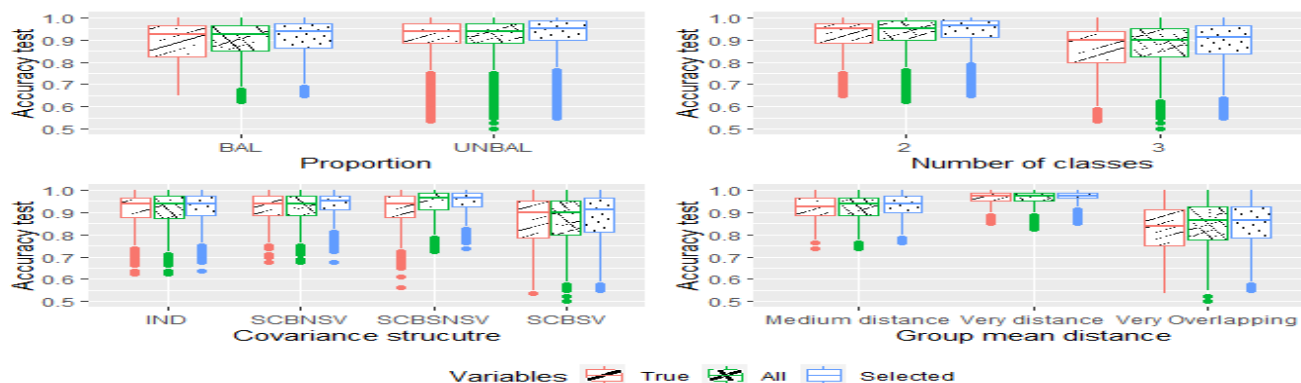 Accuracy test
1.0
0.9
0.8
0.7
0.6
0.5
BAL UNBAL
Proportion
Accuracy test
1.0
0.9
0.8
0.7
0.6
0.5
2 3
Number of classes
Accuracy test
1.0
0.9
0.8
0.7
0.6
0.5
IND SCBNSV SCBSNSV SCBSV
Covariance strucutre
Accuracy test
1.0
0.9
0.8
0.7
0.6
0.5
Medium distance Very distance Very Overlapping
Group mean distance
Variables True All Selected